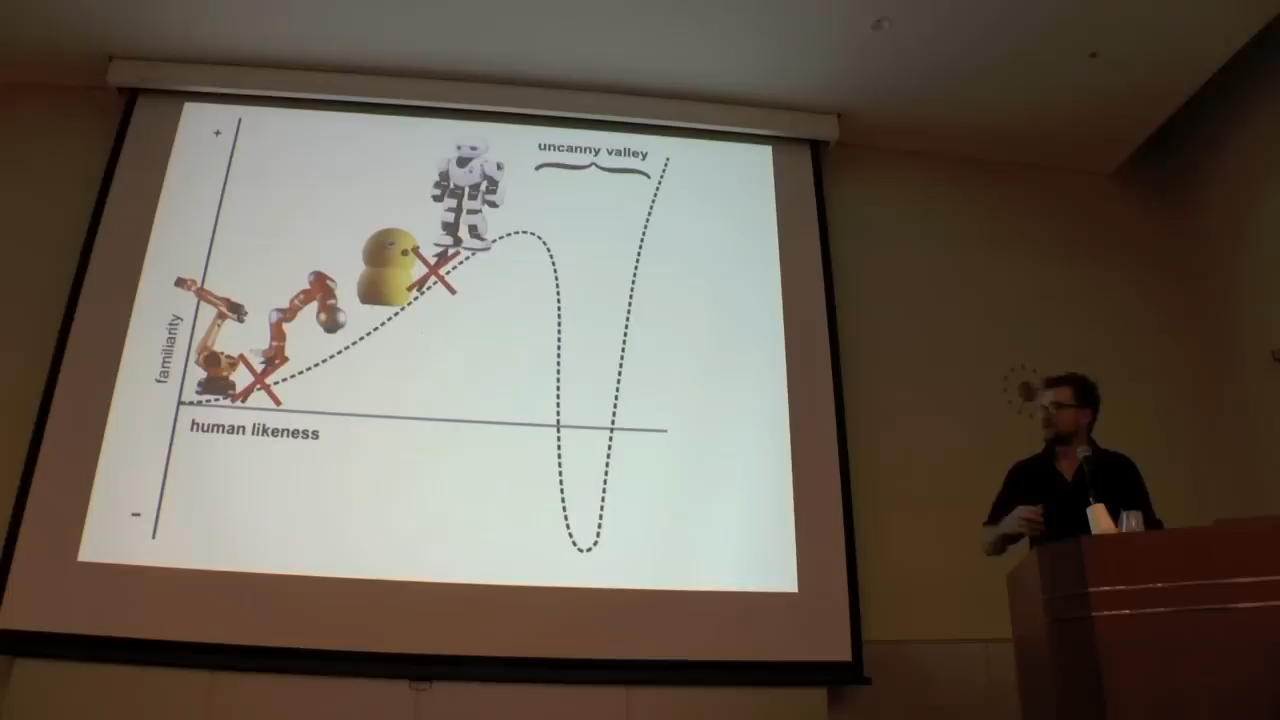 +
uncanny valley
familiarity
human likeness
-